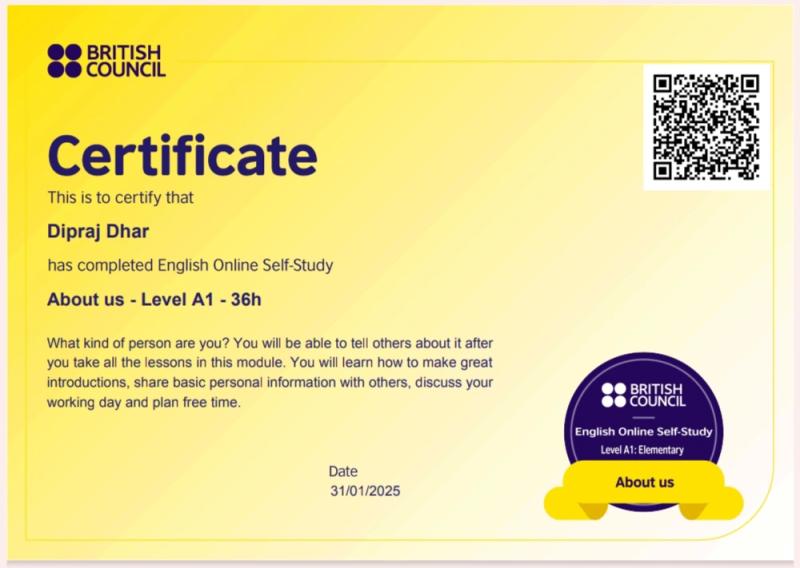 BRITISH
COUNCIL
Certificate
This is to certify that
Dipraj Dhar
has completed English Online Self-Study
About us - Level A1 - 36h
What kind of person are you? You will be able to tell others about it after
you take all the lessons in this module. You will learn how to make great
introductions, share basic personal information with others, discuss your
working day and plan free time.
Date
31/01/2025
BRITISH
COUNCIL
English Online Self-Study
Level A1: Elementary
About us